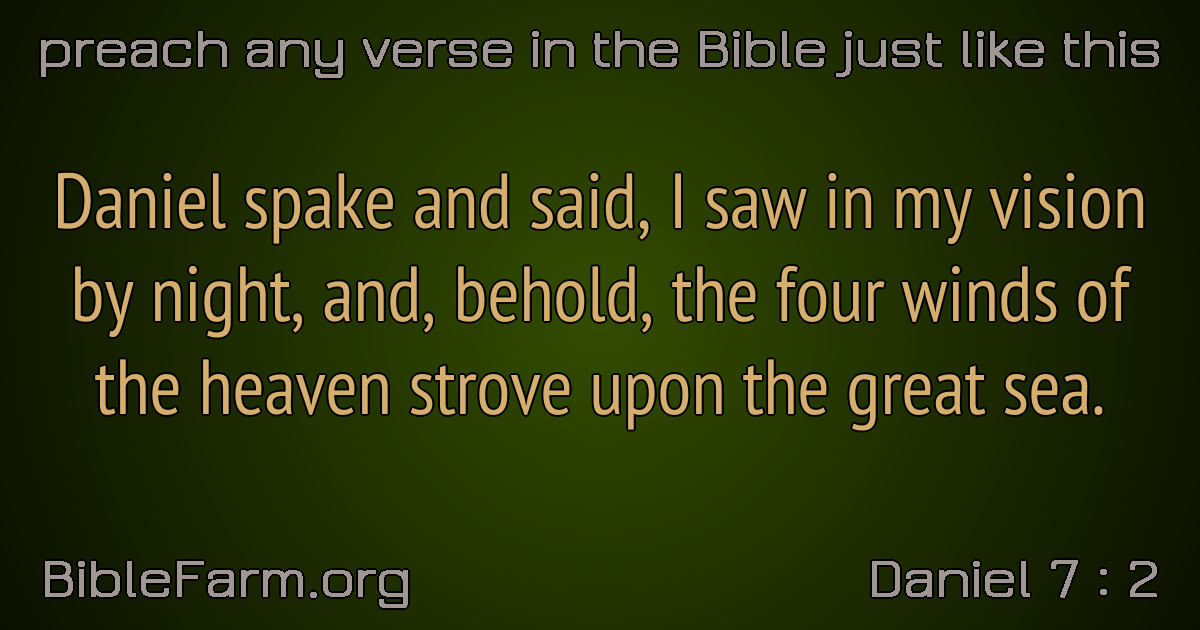 preach any verse in the Bible just like this
Daniel spake and said, I saw in my vision
by night, and, behold, the four winds of
the heaven strove upon the great sea.
BibleFarm.org
Daniel 7 : 2